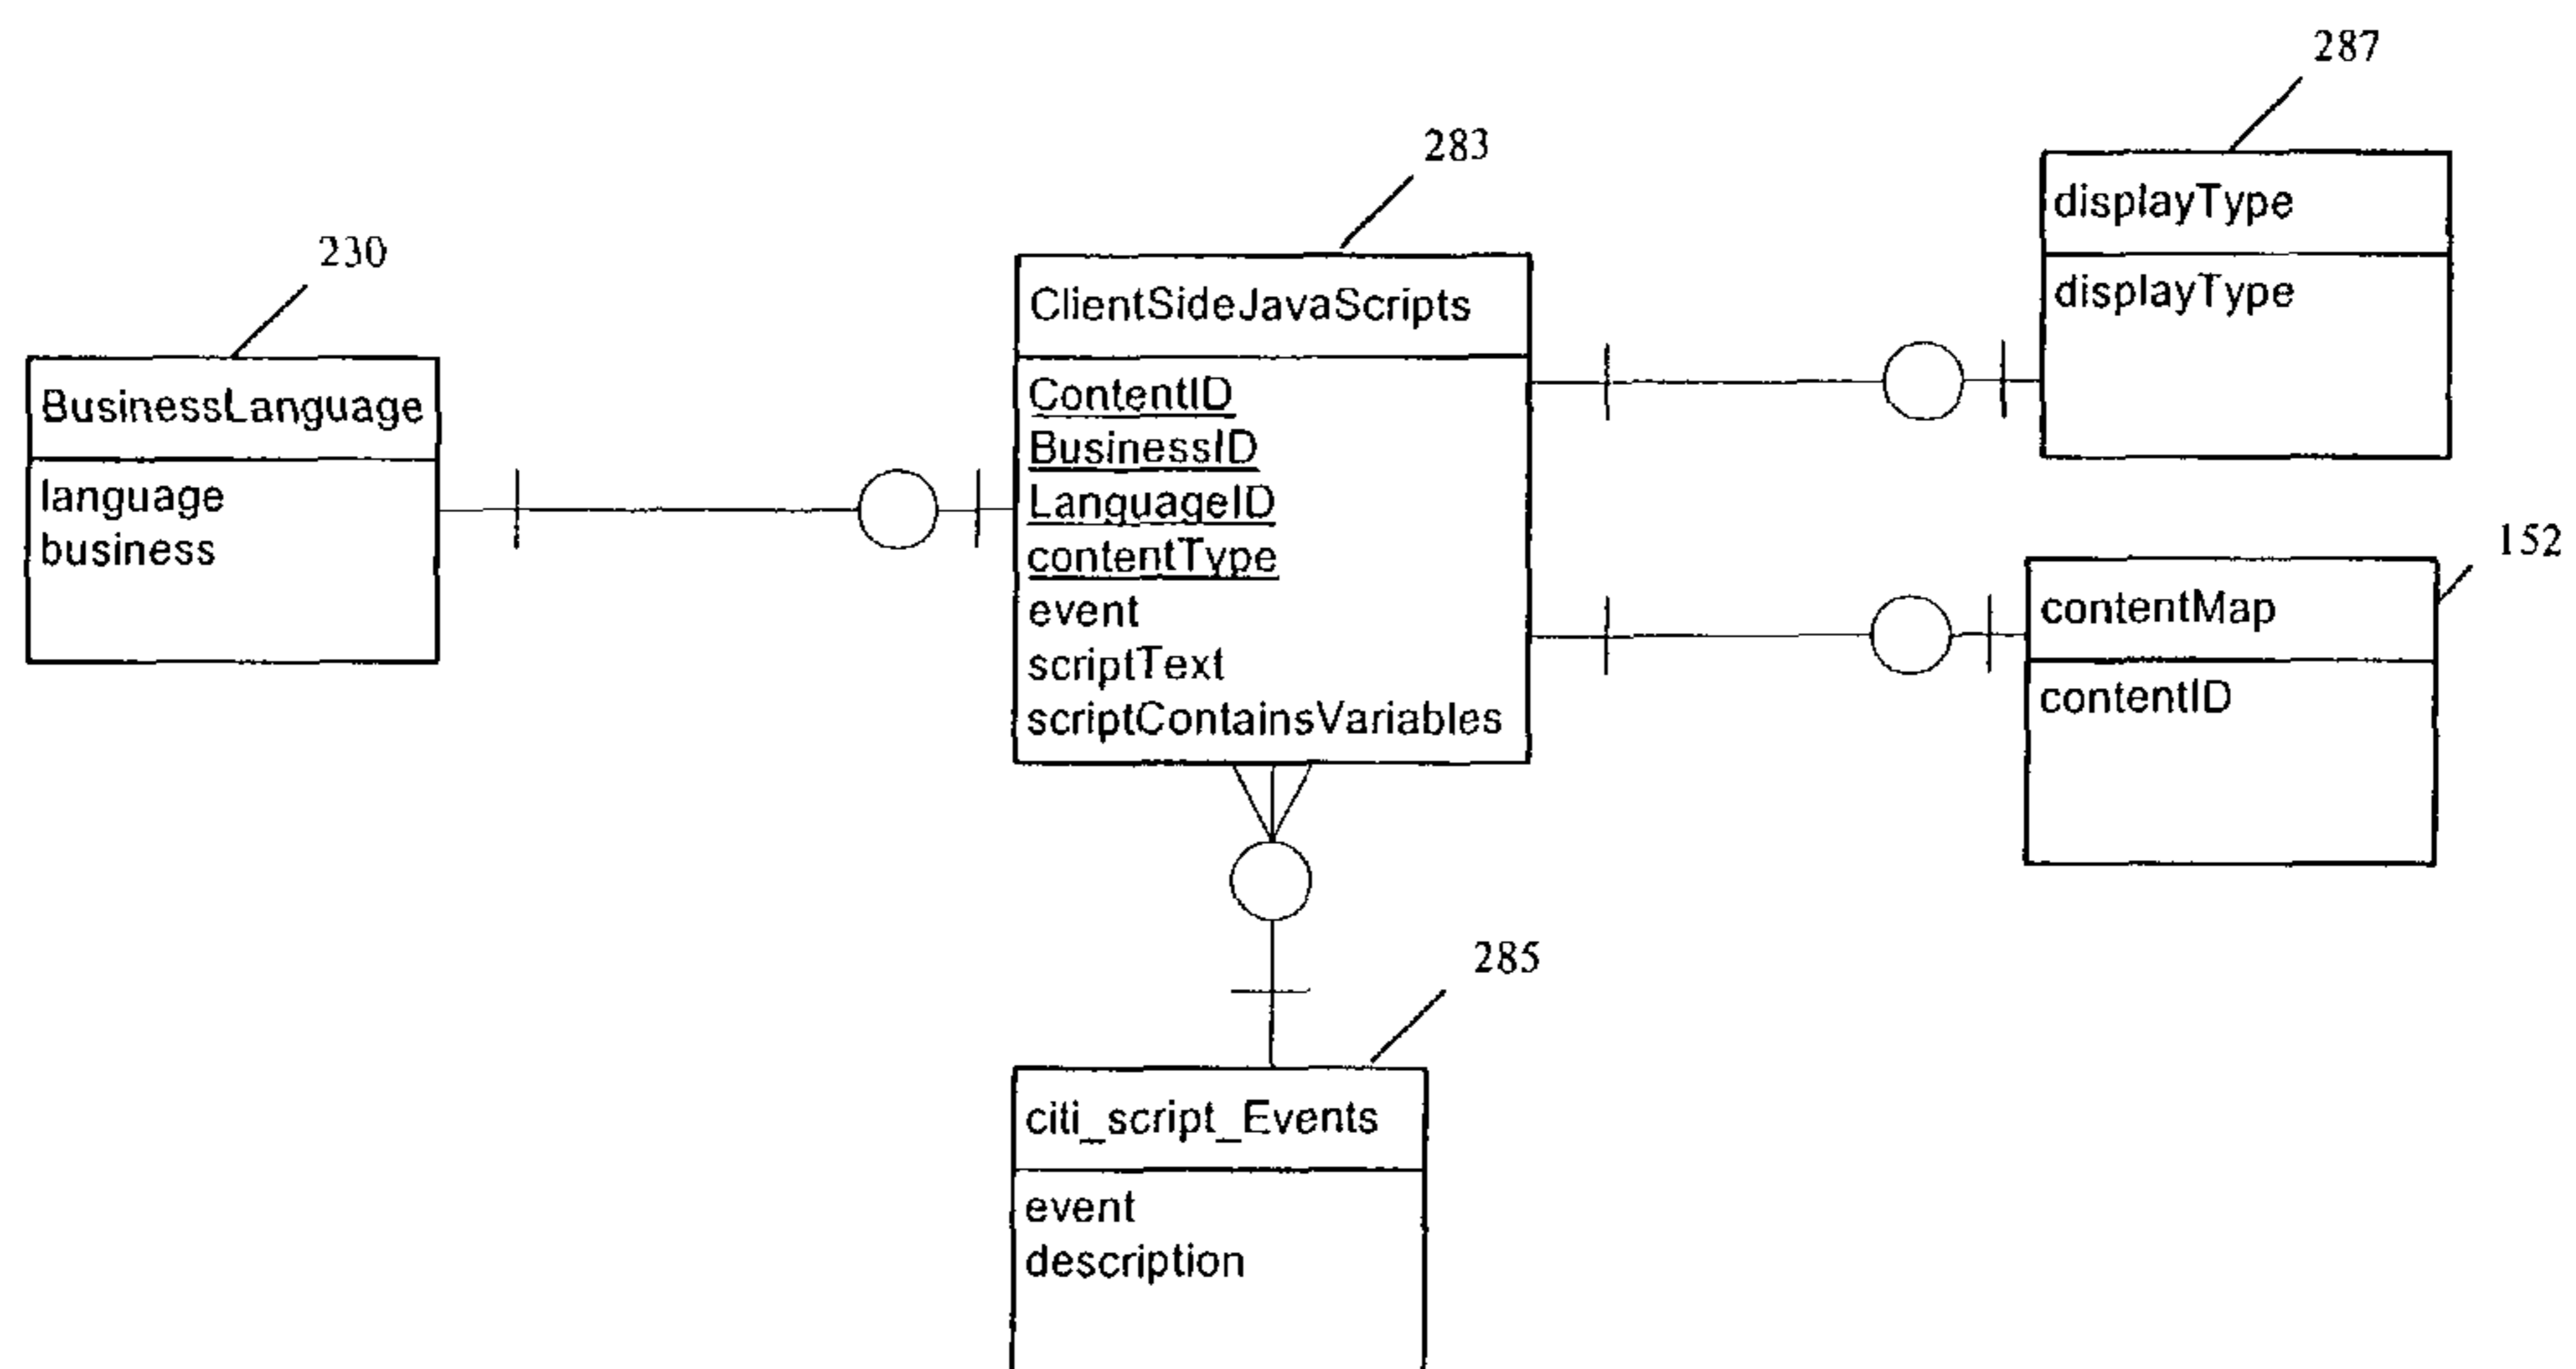 287
283
displayType
displayType
230
ClientSideJavaScripts
ContentID
BusinessID
LanguageID
contentType
event
scriptText
scriptContainsVariables
BusinessLanguage
language
business
152
contentMap
contentID
285
citi_script_Events
event
description